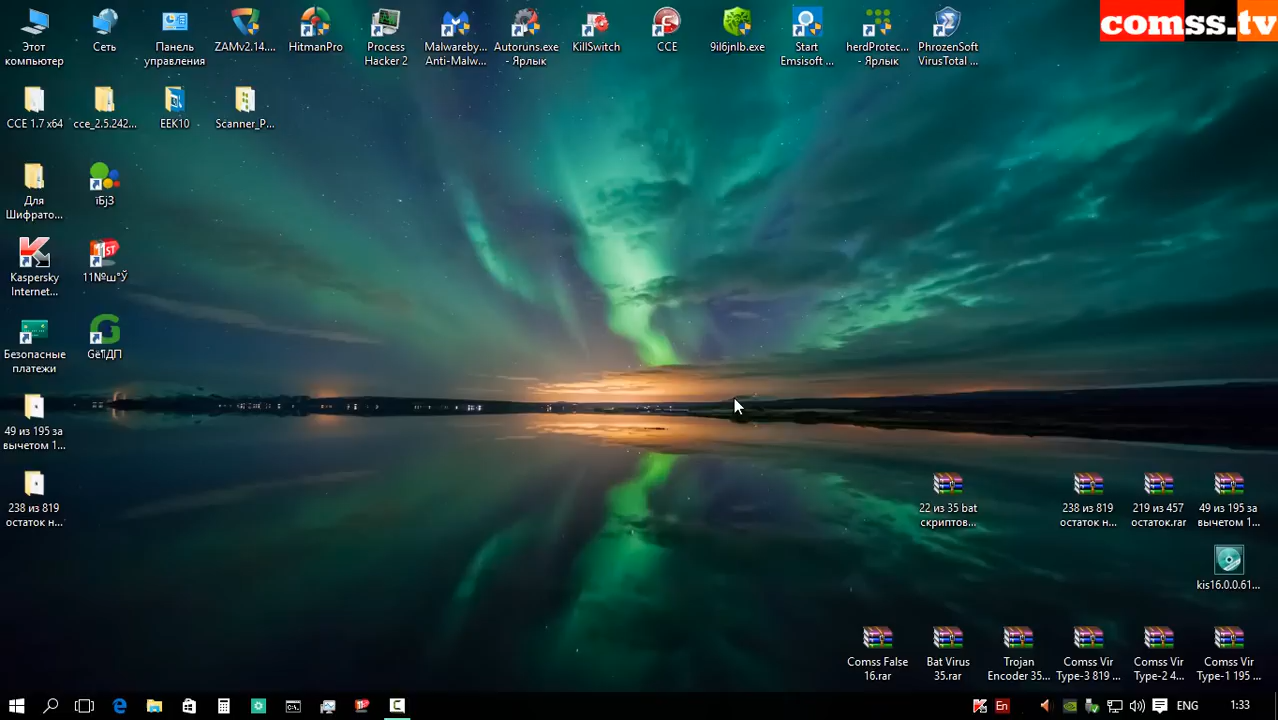 comss.tv
Этот
компьютер
Сеть
Панель
управления
ZAMv2.14....
HitmanPro
Process
Hacker 2
Malwareby...
Anti-Malw...
Autoruns.exe
- Ярлык
KillSwitch
CCE
9il6jnlb.exe
Start
Emsisoft ...
herdProtec...
- Ярлык
PhrozenSoft
VirusTotal ...
CCE 1.7 x64
cce_2.5.242...
EEK10
Scanner_P...
Для
Шифрато...
їБј3
Kaspersky
Internet...
11№ш°Ў
Безопасные
платежи
G¶ДП
49 из 195 за
вычетом 1...
238 из 819
остаток н...
22 из 35 bat
скриптов...
238 из 819
остаток н...
219 из 457
остаток.rar
49 из 195 за
вычетом 1...
kis16.0.0.61...
Comss False
16.rar
Bat Virus
35.rar
Trojan
Encoder 35...
Comss Vir
Type-3 819 ...
Comss Vir
Type-2 4...
Comss Vir
Type-1 195 ...
En
ENG
1:33